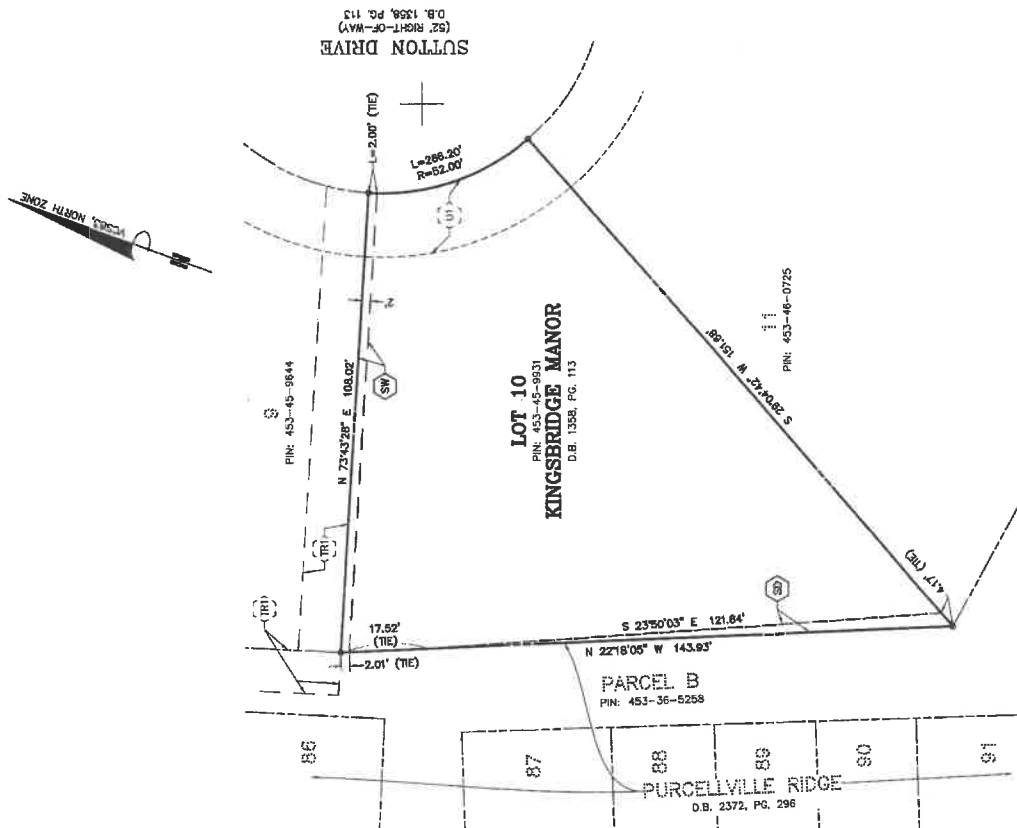 SUTTON DRIVE
(52' RIGHT-OF-WAY)
D.B. 1358, PG. 113
VCS83, NORTH ZONE
N
L=2.00' (TIE)
L=286.20'
R=52.00'
S1
2'
SW
9
PIN: 453-45-9644
N 73°43'28" E 108.02'
TR1
TR1
LOT 10
PIN: 453-45-9931
KINGSBRIDGE MANOR
D.B. 1358, PG. 113
11
PIN: 453-46-0725
S 29°04'42" W 151.88'
4.17' (TIE)
SD
17.52'
(TIE)
2.01' (TIE)
S 23°50'03" E 121.84'
N 22°18'05" W 143.93'
PARCEL B
PIN: 453-36-5258
86
87
88
89
90
91
PURCELLVILLE RIDGE
D.B. 2372, PG. 296